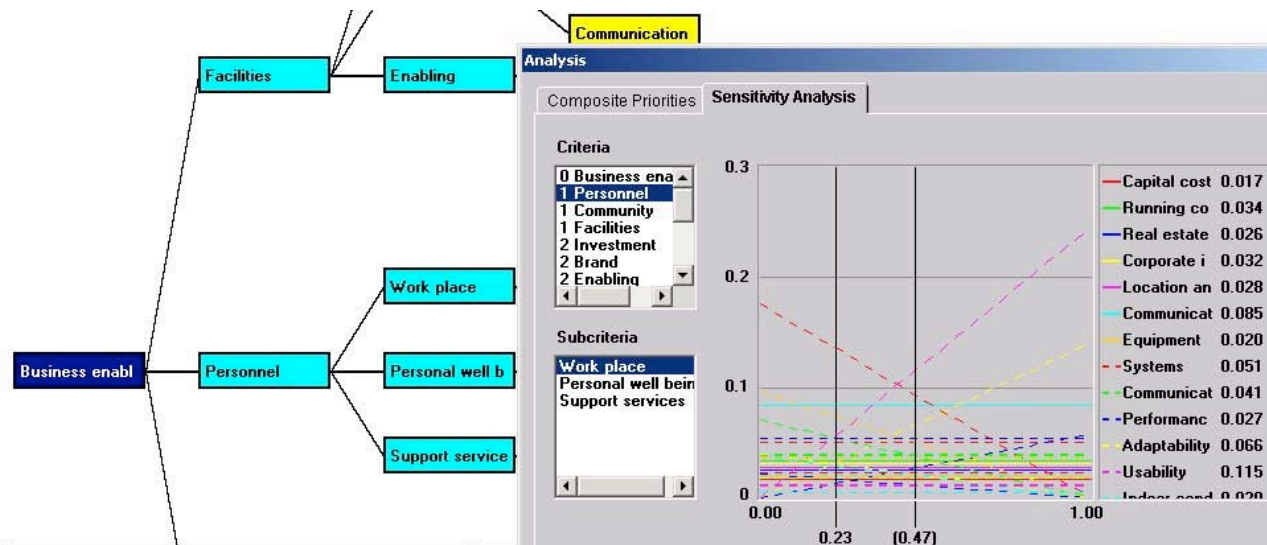 Communication
Facilities
Enabling
Work place
Business enabl
Personnel
Personal well b
Support service
Analysis
Composite Priorities
Sensitivity Analysis
Criteria
0 Business ena
1 Personnel
1 Community
1 Facilities
2 Investment
2 Brand
2 Enabling
Subcriteria
Work place
Personal well bein
Support services
0.3
0.2
0.1
0
0.00
1.00
0.23
(0.47)
Capital cost 0.017
Running co 0.034
Real estate 0.026
Corporate i 0.032
Location an 0.028
Communicat 0.085
Equipment 0.020
Systems 0.051
Communicat 0.041
Performanc 0.027
Adaptability 0.066
Usability 0.115
Indoor cond 0.020